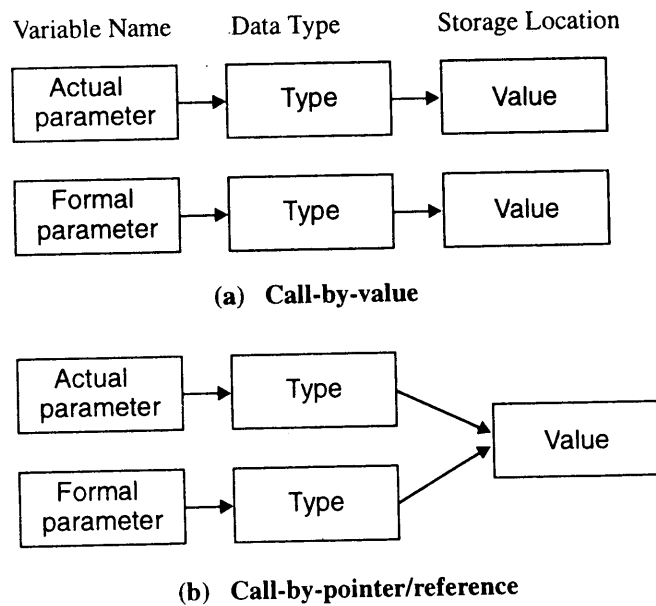 Variable Name Data Type Storage Location
Actual
parameter
Type
Value
Formal
parameter
Type
Value
(a) Call-by-value
Actual
parameter
Type
Value
Formal
parameter
Type
(b) Call-by-pointer/reference